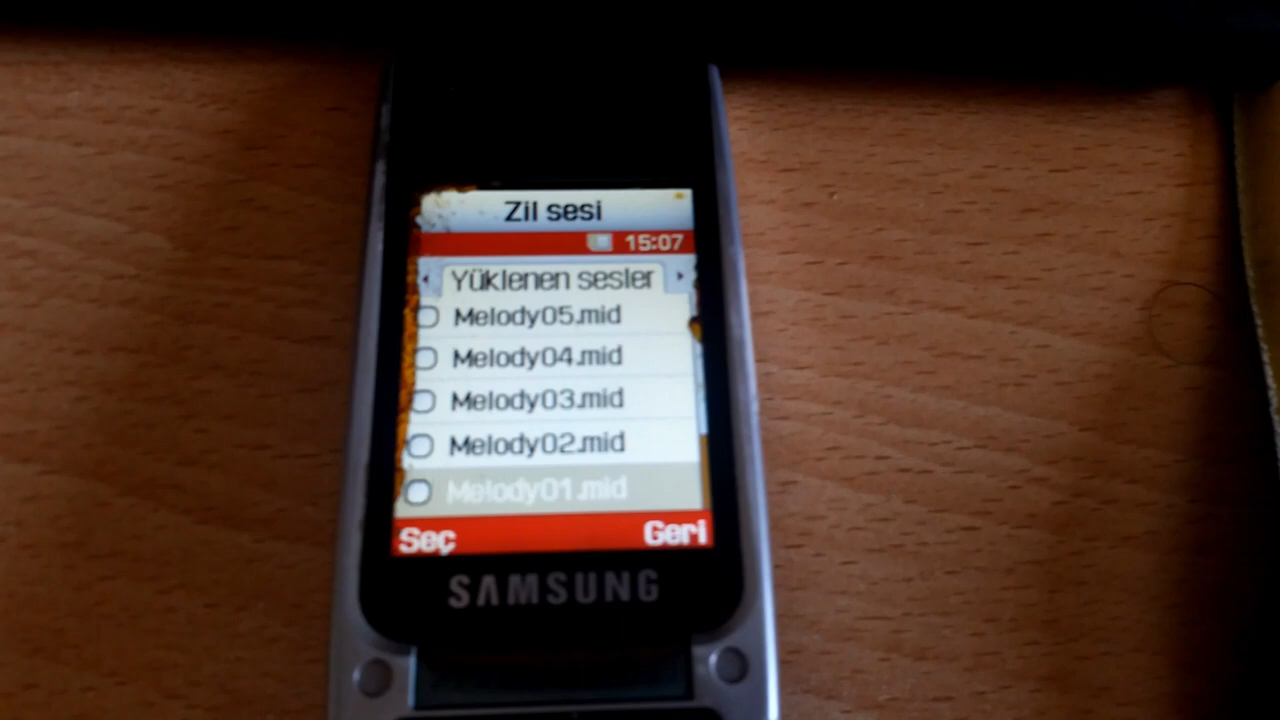 Zil sesi
15:07
Yüklenen sesler
Melody05.mid
Melody04.mid
Melody03.mid
Melody02.mid
Melody01.mid
Seç Geri
SAMSUNG